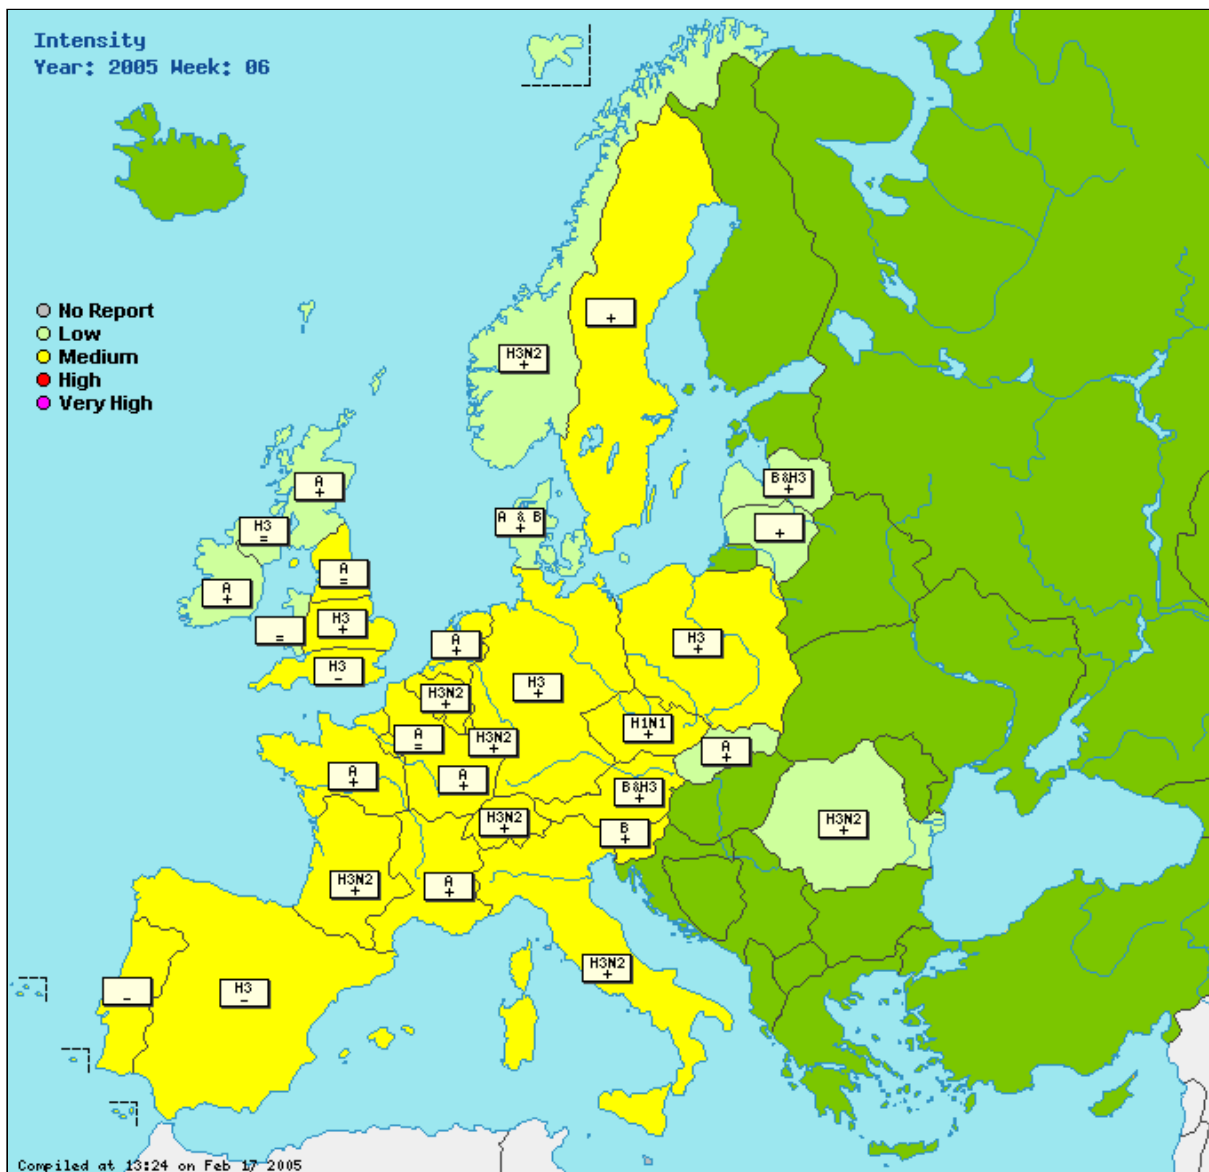 Intensity
Year: 2005 Week: 06
No Report
Low
Medium
High
Very High
+
H3N2
+
A
+
B&H3
+
A & B
+
+
H3
=
A
=
A
+
H3
+
=
A
+
H3
+
H3
-
H3
+
H3N2
+
H1N1
+
A
=
H3N2
+
A
+
A
+
A
+
B&H3
+
H3N2
+
H3N2
+
B
+
H3N2
+
A
+
H3N2
+
-
H3
-
Compiled at 13:24 on Feb 17 2005